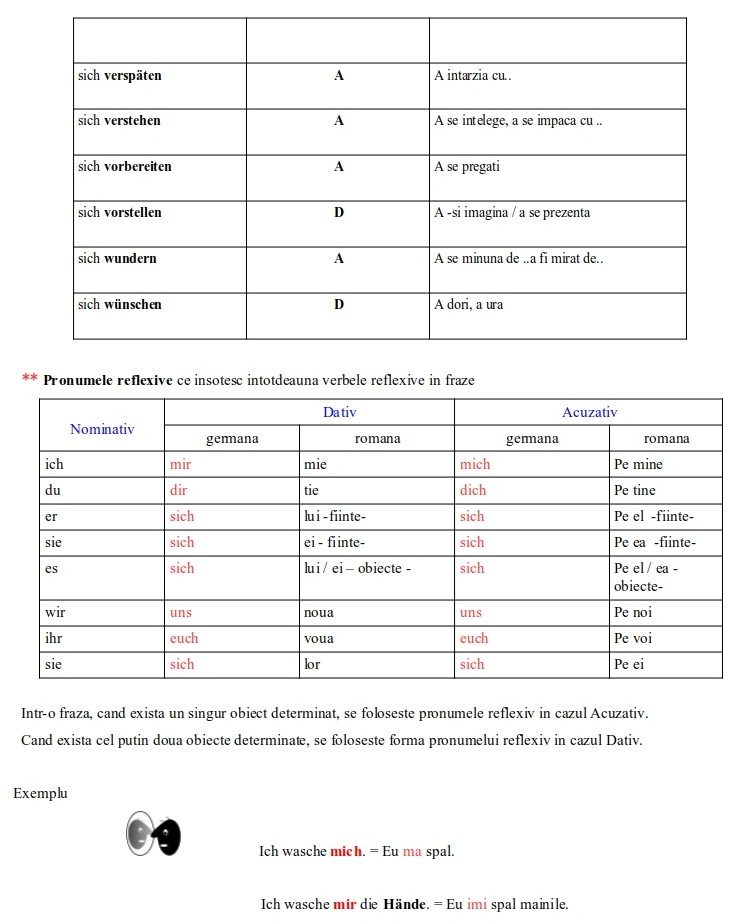 sich verspäten A A intarzia cu..
sich verstehen A A se intelege, a se impaca cu ..
sich vorbereiten A A se pregati
sich vorstellen D A -si imagina / a se prezenta
sich wundern A A se minuna de ..a fi mirat de..
sich wünschen D A dori, a ura
** Pronumele reflexive ce insotesc intotdeauna verbele reflexive in fraze
Nominativ Dativ Acuzativ
germana romana germana romana
ich mir mie mich Pe mine
du dir tie dich Pe tine
er sich lui -fiinte- sich Pe el -fiinte-
sie sich ei - fiinte- sich Pe ea -fiinte-
es sich lui / ei – obiecte - sich Pe el / ea -
obiecte-
wir uns noua uns Pe noi
ihr euch voua euch Pe voi
sie sich lor sich Pe ei
Intr-o fraza, cand exista un singur obiect determinat, se foloseste pronumele reflexiv in cazul Acuzativ.
Cand exista cel putin doua obiecte determinate, se foloseste forma pronumelui reflexiv in cazul Dativ.
Exemplu
Ich wasche mich. = Eu ma spal.
Ich wasche mir die Hände. = Eu imi spal mainile.